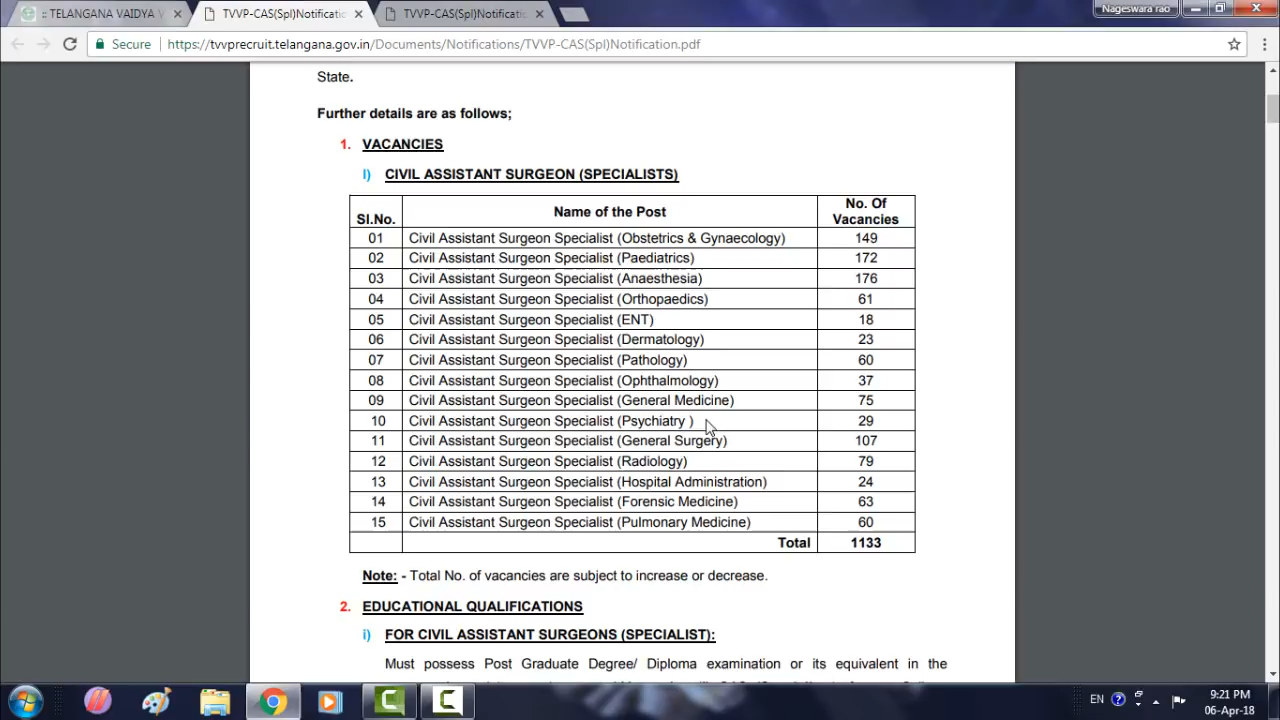 :: TELANGANA VAIDYA V
TVVP-CAS(Spl)Notification
TVVP-CAS(Spl)Notificatio
Nageswara rao
Secure
https://tvvprecruit.telangana.gov.in/Documents/Notifications/TVVP-CAS(Spl)Notification.pdf
State.
Further details are as follows;
1. VACANCIES
I) CIVIL ASSISTANT SURGEON (SPECIALISTS)
SI.No. Name of the Post No. Of Vacancies
01 Civil Assistant Surgeon Specialist (Obstetrics & Gynaecology) 149
02 Civil Assistant Surgeon Specialist (Paediatrics) 172
03 Civil Assistant Surgeon Specialist (Anaesthesia) 176
04 Civil Assistant Surgeon Specialist (Orthopaedics) 61
05 Civil Assistant Surgeon Specialist (ENT) 18
06 Civil Assistant Surgeon Specialist (Dermatology) 23
07 Civil Assistant Surgeon Specialist (Pathology) 60
08 Civil Assistant Surgeon Specialist (Ophthalmology) 37
09 Civil Assistant Surgeon Specialist (General Medicine) 75
10 Civil Assistant Surgeon Specialist (Psychiatry ) 29
11 Civil Assistant Surgeon Specialist (General Surgery) 107
12 Civil Assistant Surgeon Specialist (Radiology) 79
13 Civil Assistant Surgeon Specialist (Hospital Administration) 24
14 Civil Assistant Surgeon Specialist (Forensic Medicine) 63
15 Civil Assistant Surgeon Specialist (Pulmonary Medicine) 60
Total 1133
Note: - Total No. of vacancies are subject to increase or decrease.
2. EDUCATIONAL QUALIFICATIONS
i) FOR CIVIL ASSISTANT SURGEONS (SPECIALIST):
Must possess Post Graduate Degree/ Diploma examination or its equivalent in the
EN
9:21 PM
06-Apr-18